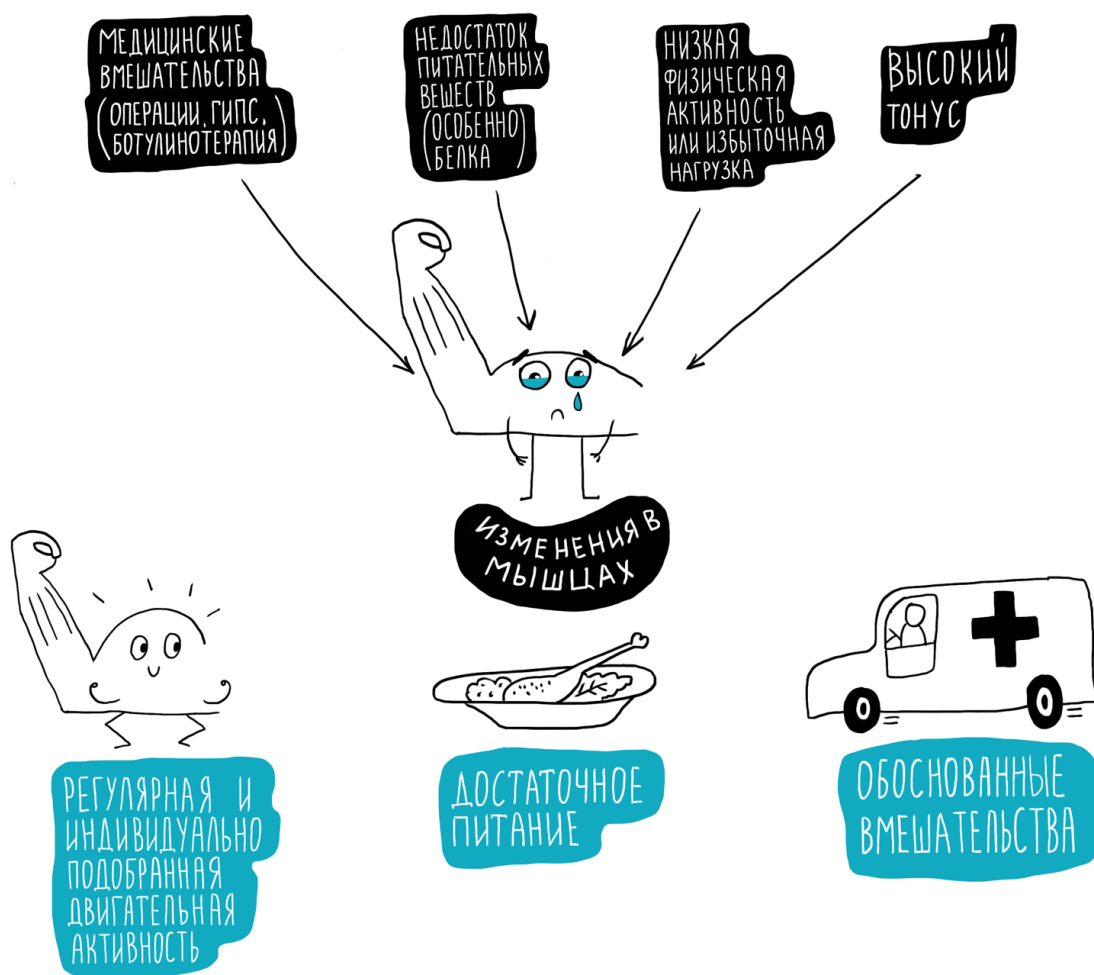 МЕДИЦИНСКИЕ
ВМЕШАТЕЛЬСТВА
(ОПЕРАЦИИ, ГИПС,
БОТУЛИНОТЕРАПИЯ)
НЕДОСТАТОК
ПИТАТЕЛЬНЫХ
ВЕЩЕСТВ
(ОСОБЕННО
БЕЛКА)
НИЗКАЯ
ФИЗИЧЕСКАЯ
АКТИВНОСТЬ
ИЛИ ИЗБЫТОЧНАЯ
НАГРУЗКА
ВЫСОКИЙ
ТОНУС
ИЗМЕНЕНИЯ В
МЫШЦАХ
РЕГУЛЯРНАЯ И
ИНДИВИДУАЛЬНО
ПОДОБРАННАЯ
ДВИГАТЕЛЬНАЯ
АКТИВНОСТЬ
ДОСТАТОЧНОЕ
ПИТАНИЕ
ОБОСНОВАННЫЕ
ВМЕШАТЕЛЬСТВА